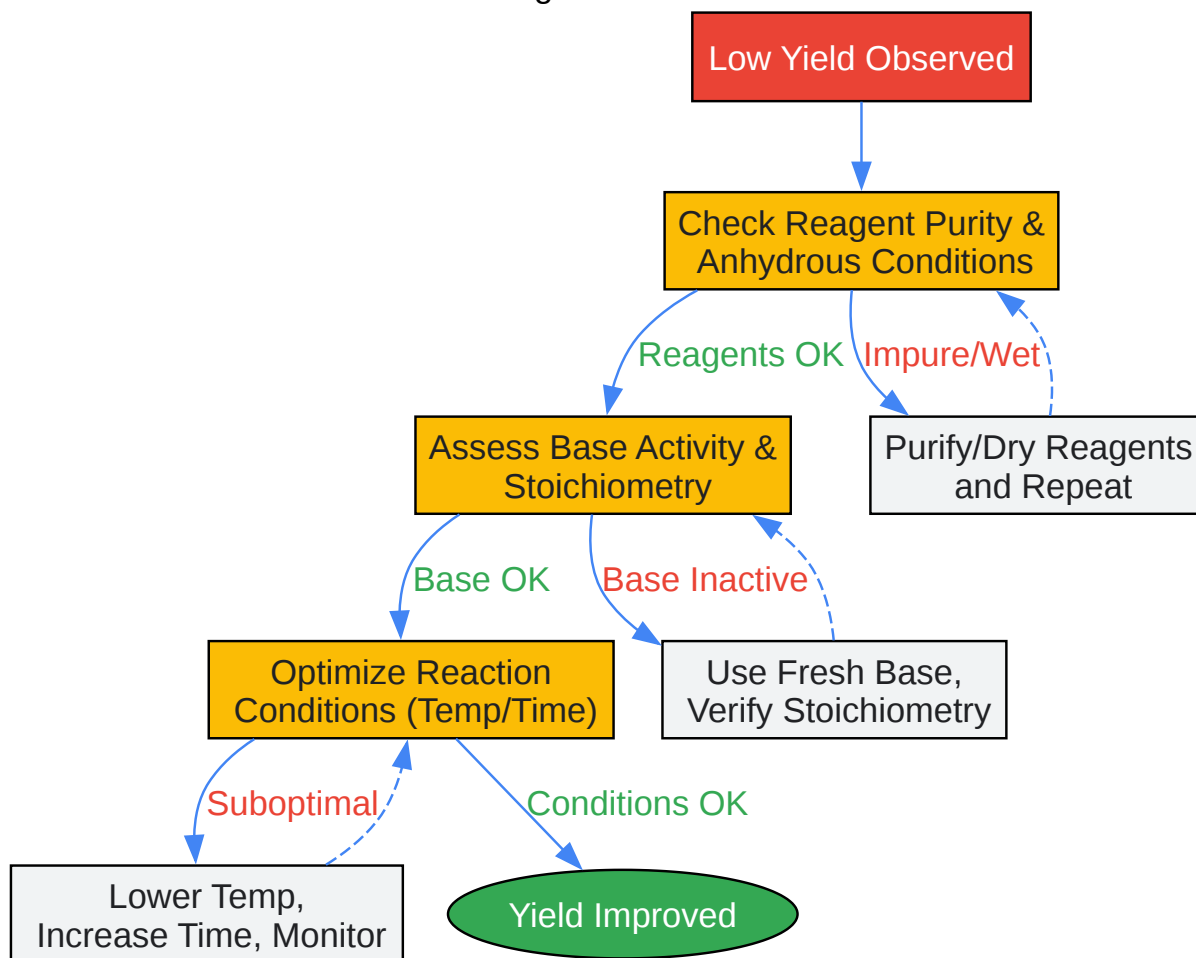 Low Yield Observed
Check Reagent Purity &
Anhydrous Conditions
Reagents OK
Impure/Wet
Assess Base Activity &
Stoichiometry
Purify/Dry Reagents
and Repeat
Base OK
Base Inactive
Optimize Reaction
Conditions (Temp/Time)
Use Fresh Base,
Verify Stoichiometry
Suboptimal
Conditions OK
Lower Temp,
Increase Time, Monitor
Yield Improved